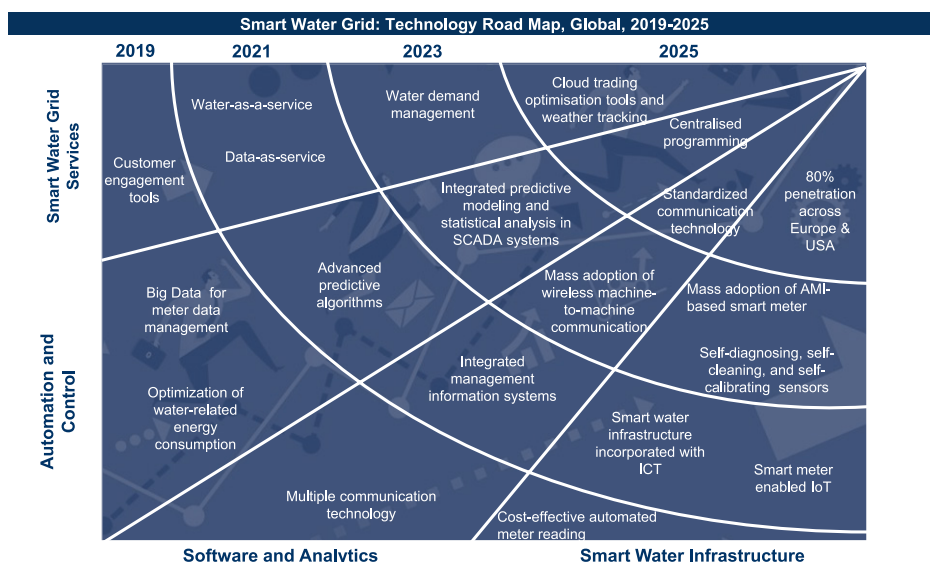 Smart Water Grid: Technology Road Map, Global, 2019-2025
2019
2021
2023
2025
Smart Water Grid
Services
Automation and
Control
Customer
engagement
tools
Water-as-a-service
Data-as-service
Water demand
management
Cloud trading
optimisation tools and
weather tracking
Centralised
programming
80%
penetration
across
Europe &
USA
Integrated predictive
modeling and
statistical analysis in
SCADA systems
Standardized
communication
technology
Big Data for
meter data
management
Advanced
predictive
algorithms
Mass adoption of
wireless machine-
to-machine
communication
Mass adoption of AMI-
based smart meter
Optimization of
water-related
energy
consumption
Integrated
management
information systems
Self-diagnosing, self-
cleaning, and self-
calibrating sensors
Smart water
infrastructure
incorporated with
ICT
Smart meter
enabled IoT
Multiple communication
technology
Cost-effective automated
meter reading
Software and Analytics
Smart Water Infrastructure